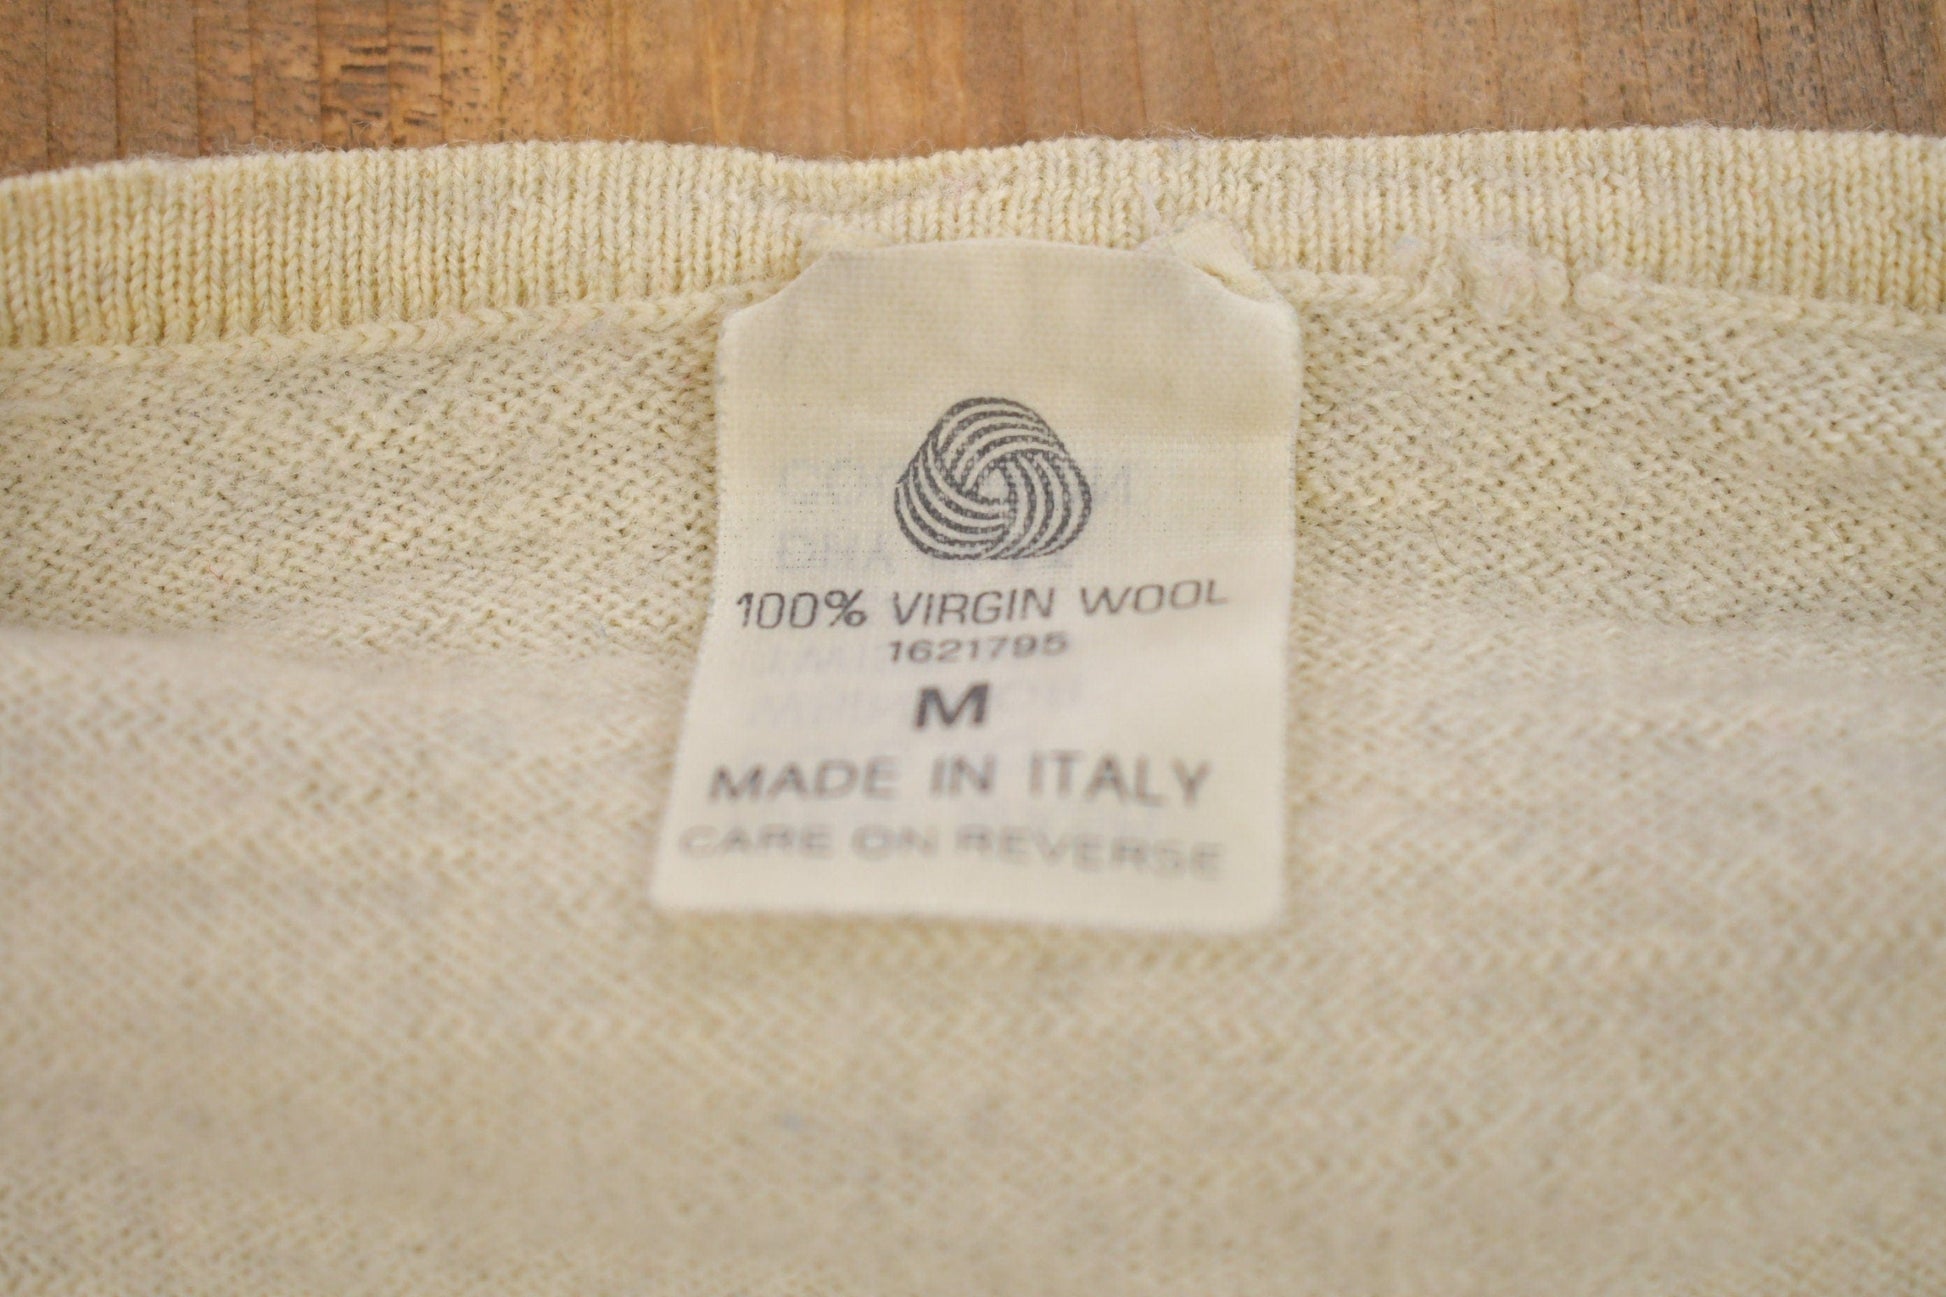 100% VIRGIN WOOL
1621795
M
MADE IN ITALY
CARE ON REVERSE